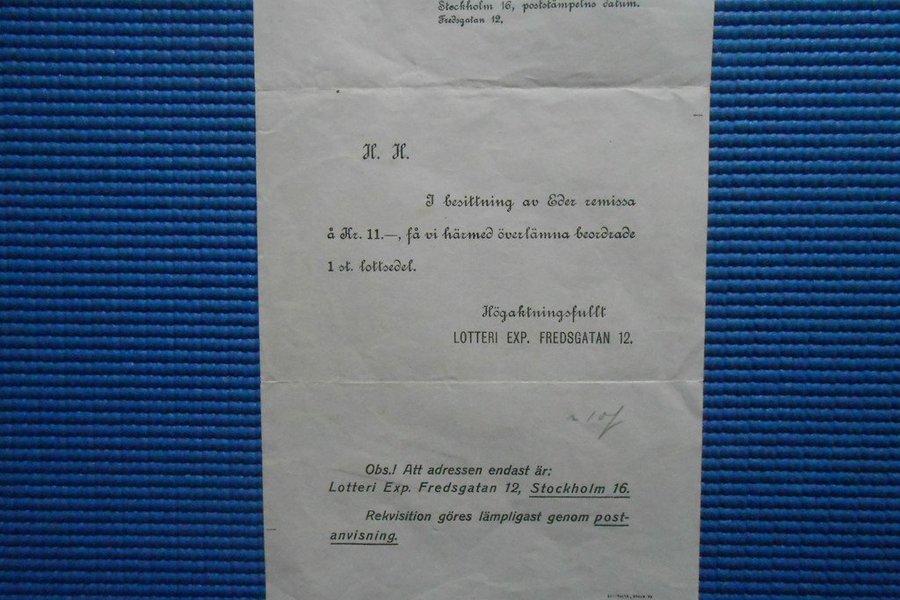 Stockholm 16, poststämpelns datum.
Fredsgatan 12.
H. H.
I besittning av Eder remissa
å Kr. 11.—, få vi härmed överlämna beordrade
1 st. lottsedel.
Högaktningsfullt
LOTTERI EXP. FREDSGATAN 12.
Obs.! Att adressen endast är:
Lotteri Exp. Fredsgatan 12, Stockholm 16.
Rekvisition göres lämpligast genom post-
anvisning.